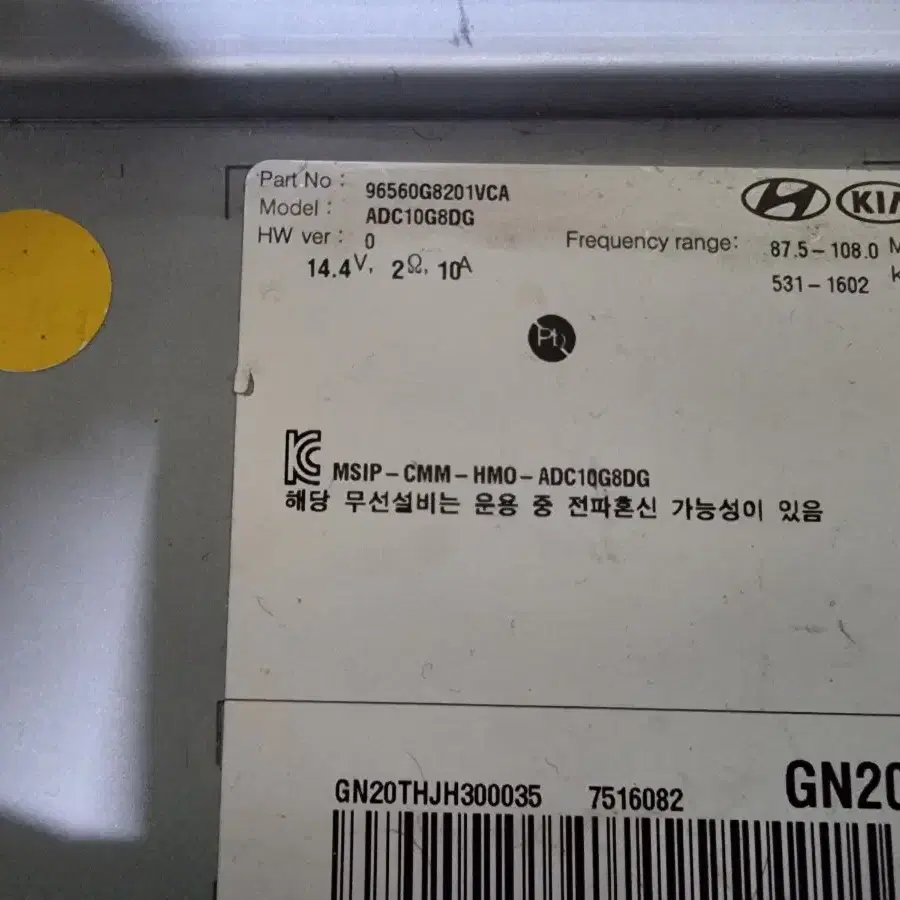 Part No : 96560G8201VCA
Model : ADC10G8DG
HW ver : 0
14.4V, 2Ω, 10A
Frequency range: 87.5-108.0 M
531-1602 k
KIA
Pb
MSIP-CMM-HMO-ADC10G8DG
해당 무선설비는 운용 중 전파혼신 가능성이 있음
GN20THJH300035 7516082
GN20